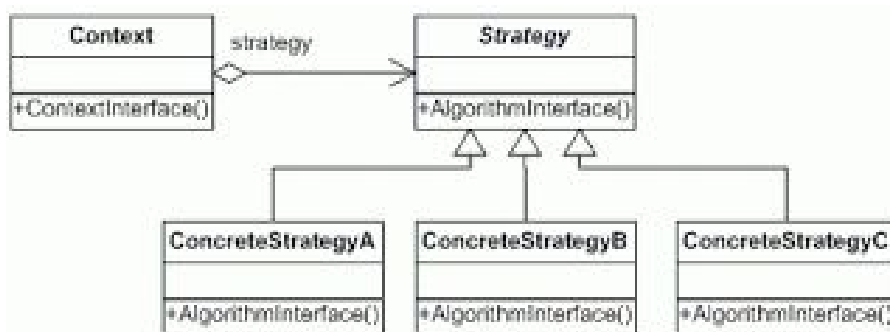 Context
strategy
Strategy
+ContextInterface()
+AlgorithmInterface()
ConcreteStrategyA
ConcreteStrategyB
ConcreteStrategyC
+AlgorithmInterface()
+AlgorithmInterface()
+AlgorithmInterface()